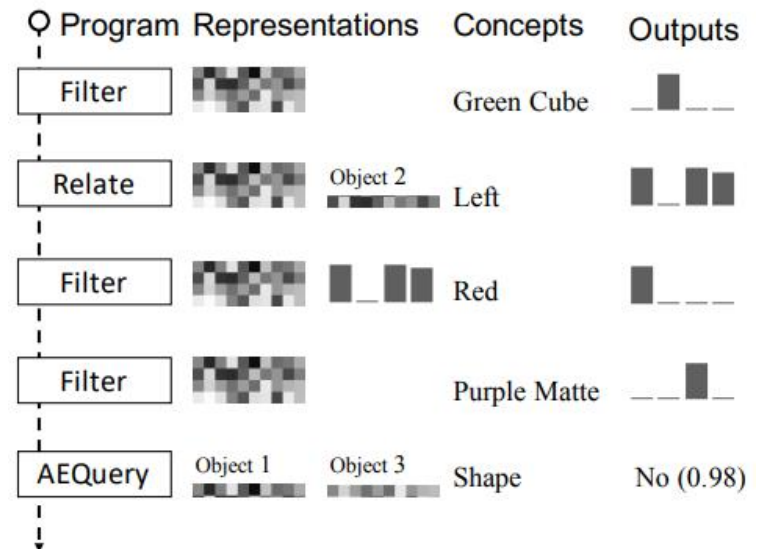 Program Representations Concepts Outputs
Filter Green Cube
Relate Object 2 Left
Filter Red
Filter Purple Matte
AEQuery Object 1 Object 3 Shape No (0.98)